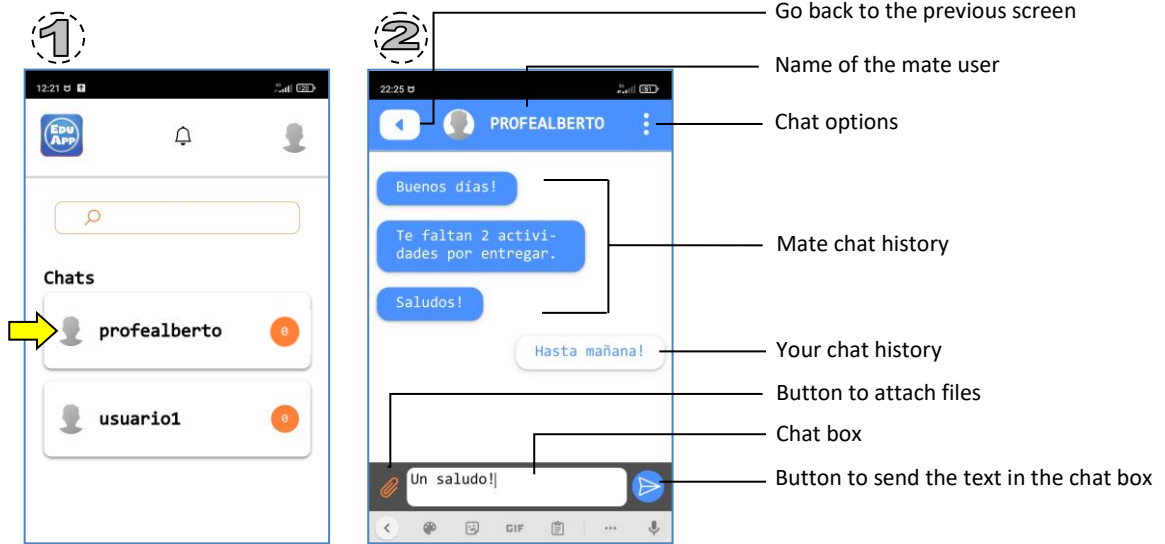 1
12:21
20
EDU
APP
Chats
profealberto
0
usuario1
0
2
22:25
51
PROFEALBERTO
Buenos días!
Te faltan 2 activi-
dades por entregar.
Saludos!
Hasta mañana!
Un saludo!
GIF
Go back to the previous screen
Name of the mate user
Chat options
Mate chat history
Your chat history
Button to attach files
Chat box
Button to send the text in the chat box